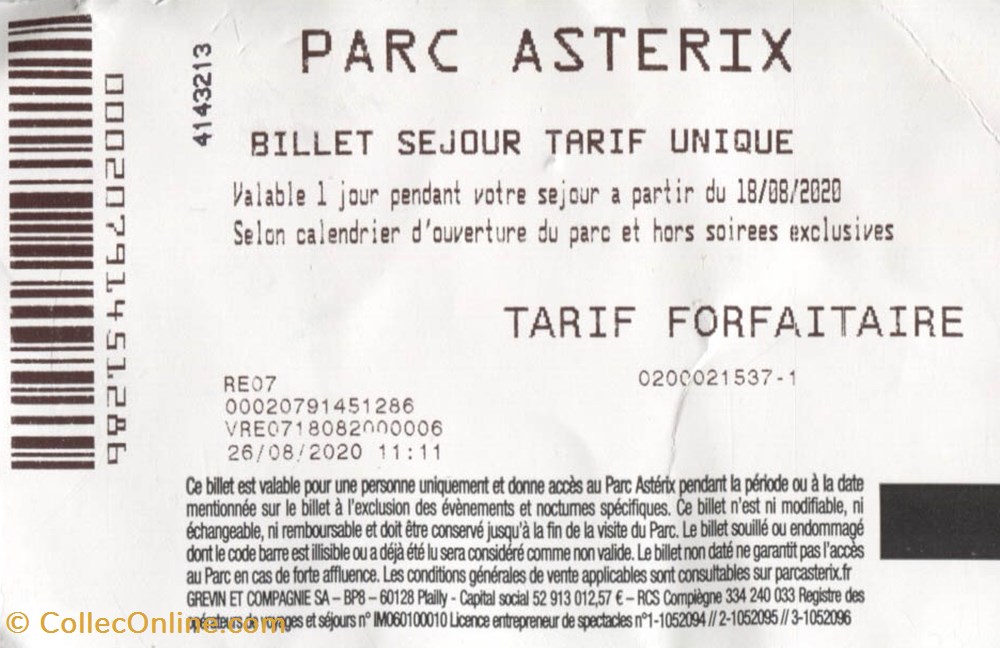 PARC ASTERIX
4143213
BILLET SEJOUR TARIF UNIQUE
Valable 1 jour pendant votre sejour a partir du 18/08/2020
Selon calendrier d'ouverture du parc et hors soirees exclusives
00020791451286
TARIF FORFAITAIRE
0200021537-1
RE07
00020791451286
VRE0718082000006
26/08/2020 11:11
Ce billet est valable pour une personne uniquement et donne accès au Parc Astérix pendant la période ou à la date
mentionnée sur le billet à l'exclusion des évènements et nocturnes spécifiques. Ce billet n'est ni modifiable, ni
échangeable, ni remboursable et doit être conservé jusqu'à la fin de la visite du Parc. Le billet souillé ou endommagé
dont le code barre est illisible ou a déjà été lu sera considéré comme non valide. Le billet non daté ne garantit pas l'accès
au Parc en cas de forte affluence. Les conditions générales de vente applicables sont consultables sur parcasterix.fr
GREVIN ET COMPAGNIE SA – BP8 – 60128 Plailly - Capital social 52 913 012,57 € – RCS Compiègne 334 240 033 Registre des
opérateurs de voyages et séjours n° IM060100010 Licence entrepreneur de spectacles n°1-1052094 // 2-1052095 // 3-1052096
© CollecOnline.com